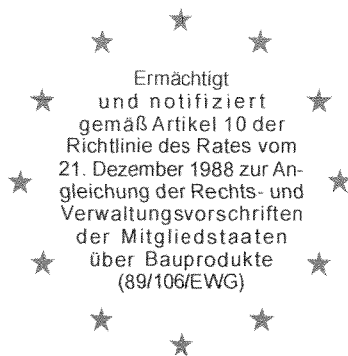 Ermächtigt
und notifiziert
gemäß Artikel 10 der
Richtlinie des Rates vom
21. Dezember 1988 zur An-
gleichung der Rechts- und
Verwaltungsvorschriften
der Mitgliedstaaten
über Bauprodukte
(89/106/EWG)